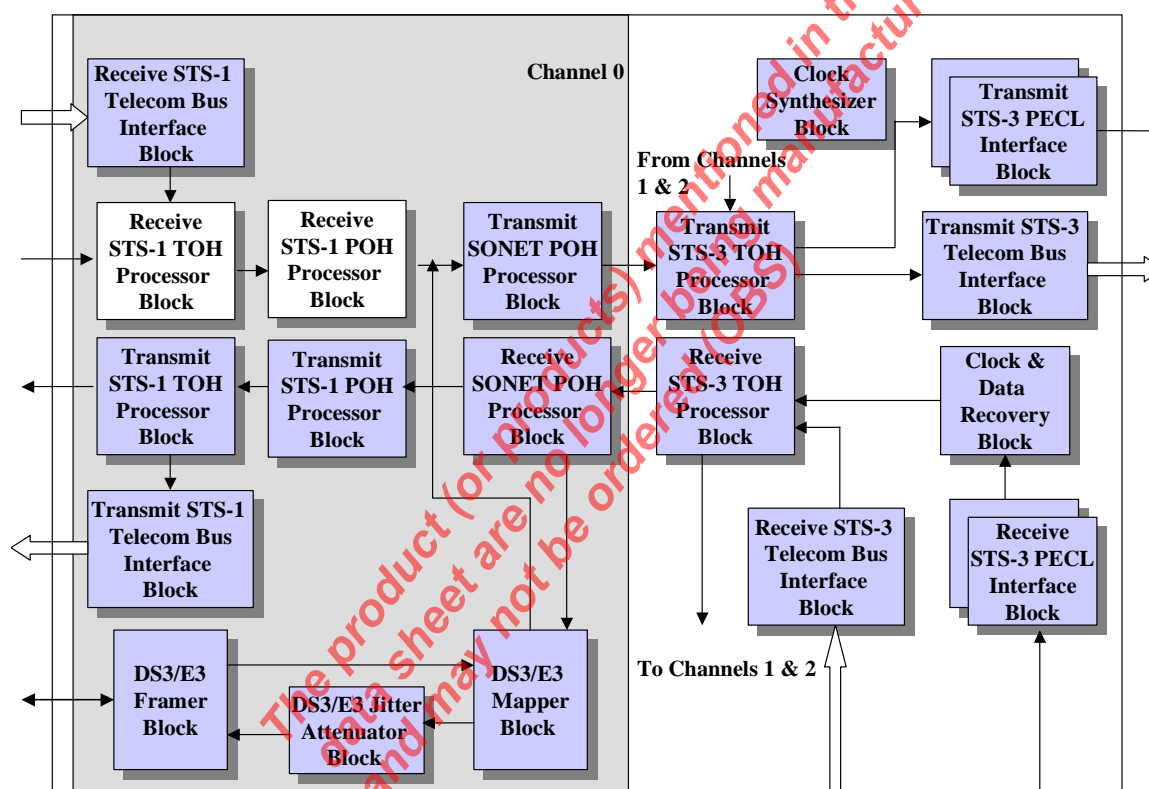 Receive STS-1
Telecom Bus
Interface
Block
Channel 0
Clock
Synthesizer
Block
Transmit
STS-3 PECL
Interface
Block
From Channels
1 & 2
Receive
STS-1 TOH
Processor
Block
Receive
STS-1 POH
Processor
Block
Transmit
SONET POH
Processor
Block
Transmit
STS-3 TOH
Processor
Block
Transmit STS-3
Telecom Bus
Interface
Block
Transmit
STS-1 TOH
Processor
Block
Transmit
STS-1 POH
Processor
Block
Receive
SONET POH
Processor
Block
Receive
STS-3 TOH
Processor
Block
Clock &
Data
Recovery
Block
Transmit STS-1
Telecom Bus
Interface
Block
Receive STS-3
Telecom Bus
Interface
Block
Receive
STS-3 PECL
Interface
Block
DS3/E3
Framer
Block
DS3/E3 Jitter
Attenuator
Block
DS3/E3
Mapper
Block
To Channels 1 & 2
The product (or products) mentioned in
data sheet are no longer being
and may not be ordered (OBS)